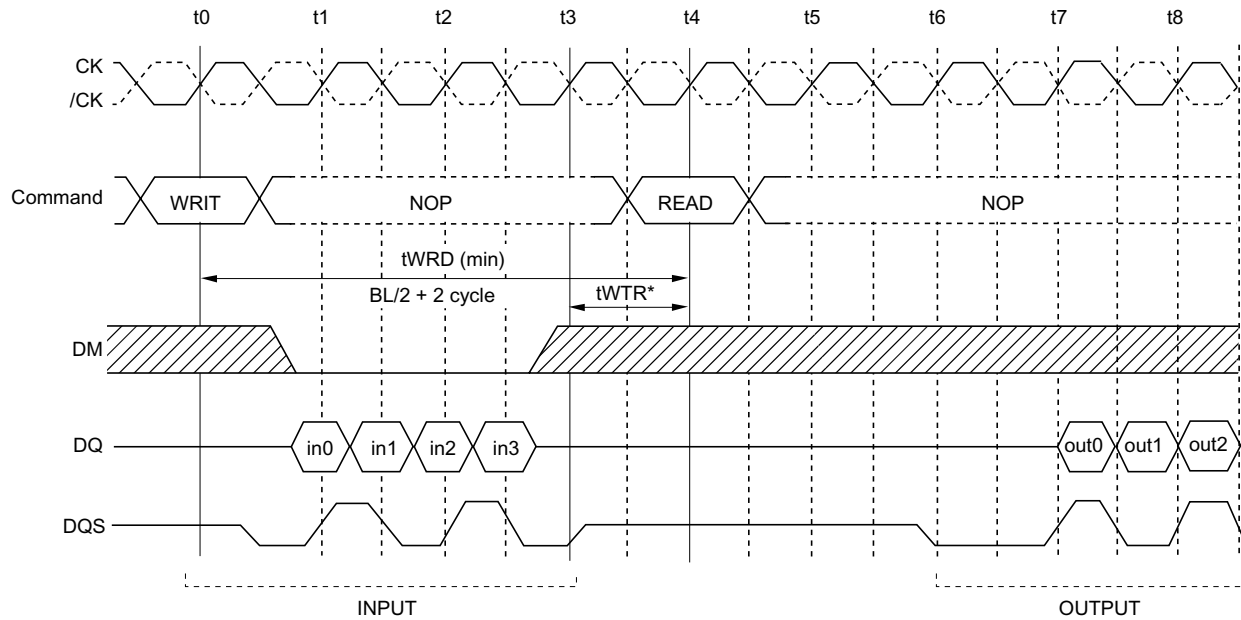 t0 t1 t2 t3 t4 t5 t6 t7 t8
CK
/CK
Command WRIT NOP READ NOP
tWRD (min)
BL/2 + 2 cycle tWTR*
DM
DQ in0 in1 in2 in3 out0 out1 out2
DQS
INPUT OUTPUT